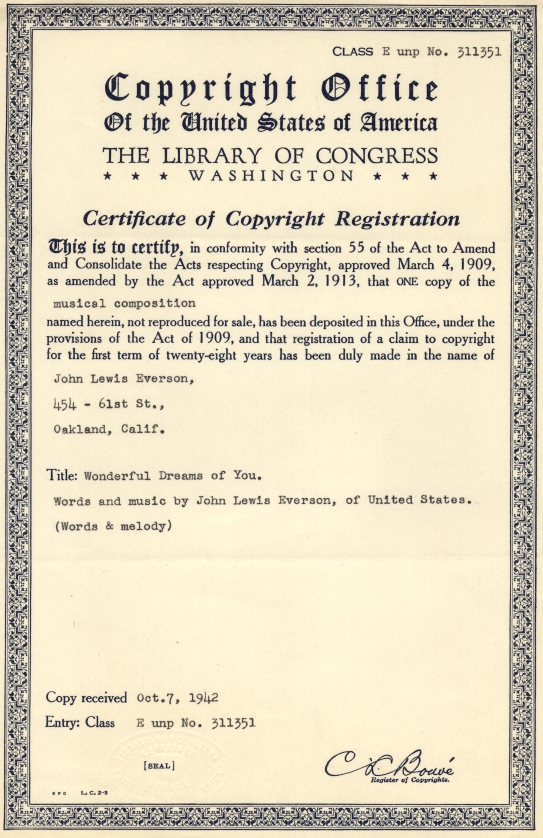 CLASS E unp No. 311351
Copyright Office
Of the United States of America
THE LIBRARY OF CONGRESS
★ ★ ★ WASHINGTON ★ ★ ★
Certificate of Copyright Registration
This is to certify, in conformity with section 55 of the Act to Amend
and Consolidate the Acts respecting Copyright, approved March 4, 1909,
as amended by the Act approved March 2, 1913, that ONE copy of the
musical composition
named herein, not reproduced for sale, has been deposited in this Office, under the
provisions of the Act of 1909, and that registration of a claim to copyright
for the first term of twenty-eight years has been duly made in the name of
John Lewis Everson,
454 - 61st St.,
Oakland, Calif.
Title: Wonderful Dreams of You.
Words and music by John Lewis Everson, of United States.
(Words & melody)
Copy received Oct.7, 1942
Entry: Class E unp No. 311351
[SEAL]
C L Bouvé
Register of Copyrights.
GPO L. C. 2-2